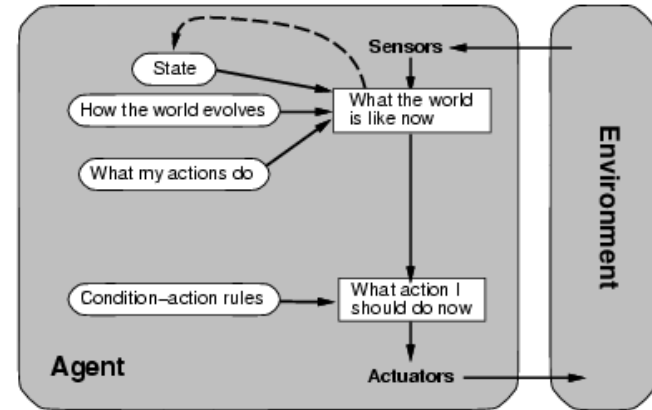 Sensors
State
How the world evolves
What the world
is like now
What my actions do
Condition–action rules
What action I
should do now
Agent
Actuators
Environment